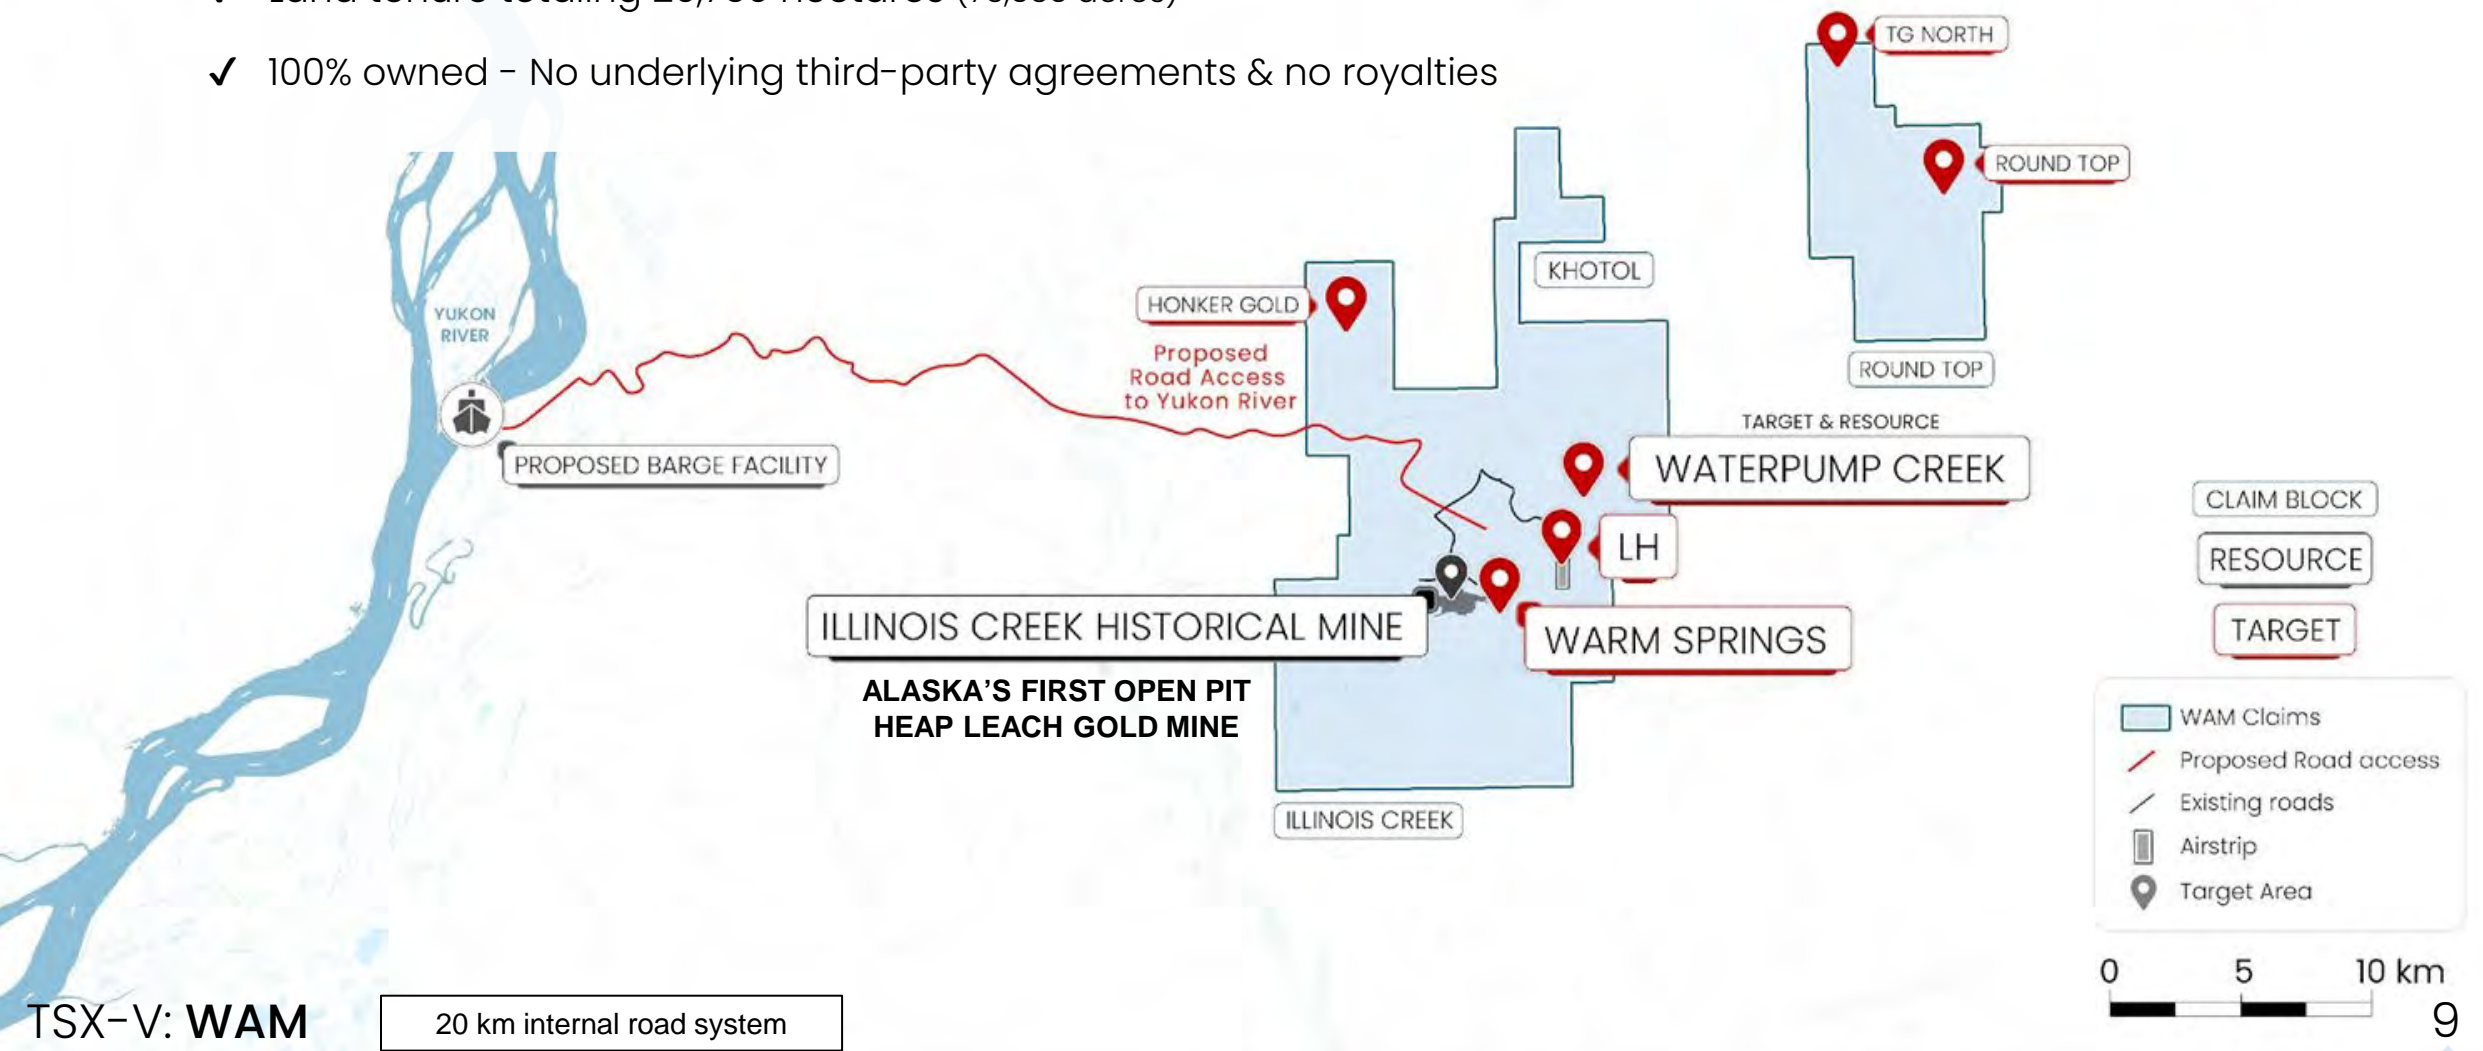 ✓ 100% owned - No underlying third-party agreements & no royalties
TG NORTH
ROUND TOP
KHOTOL
HONKER GOLD
YUKON
RIVER
Proposed
Road Access
to Yukon River
ROUND TOP
TARGET & RESOURCE
WATERPUMP CREEK
PROPOSED BARGE FACILITY
LH
CLAIM BLOCK
RESOURCE
TARGET
ILLINOIS CREEK HISTORICAL MINE
WARM SPRINGS
ALASKA'S FIRST OPEN PIT
HEAP LEACH GOLD MINE
ILLINOIS CREEK
WAM Claims
Proposed Road access
Existing roads
Airstrip
Target Area
0 5 10 km
TSX-V: WAM
20 km internal road system
9